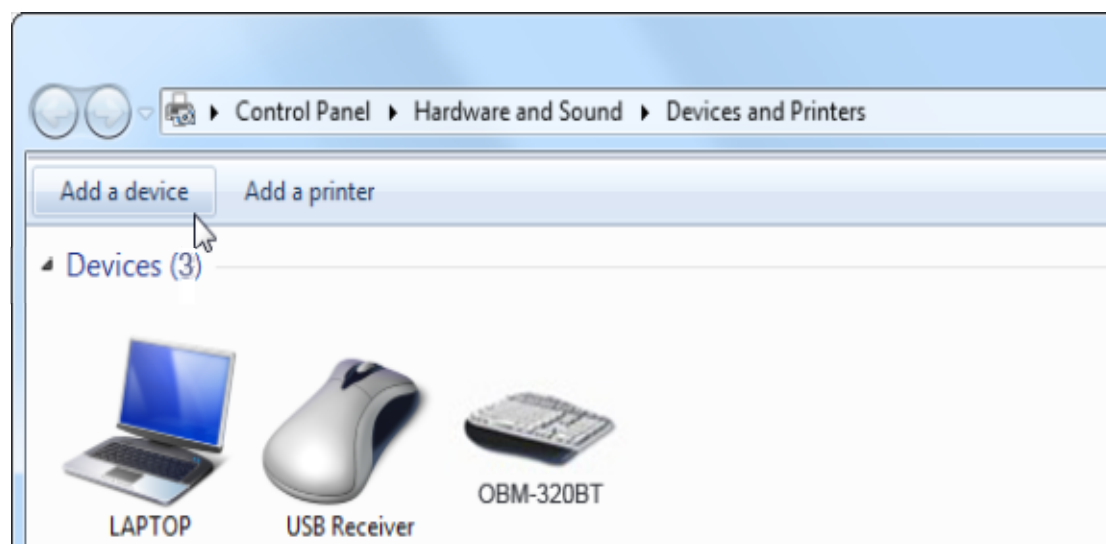 Control Panel Hardware and Sound Devices and Printers
Add a device Add a printer
Devices (3)
LAPTOP USB Receiver OBM-320BT